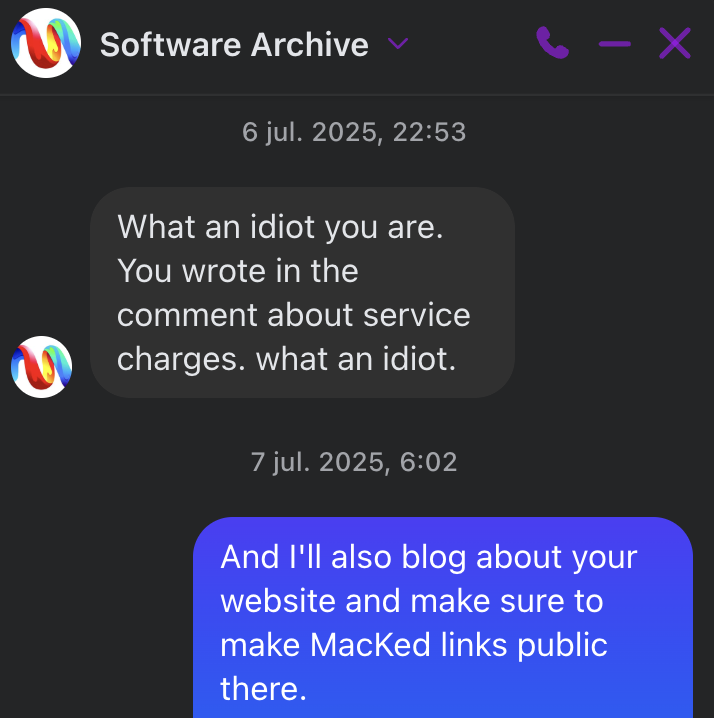 Software Archive
6 jul. 2025, 22:53
What an idiot you are.
You wrote in the
comment about service
charges. what an idiot.
7 jul. 2025, 6:02
And I'll also blog about your
website and make sure to
make MacKed links public
there.